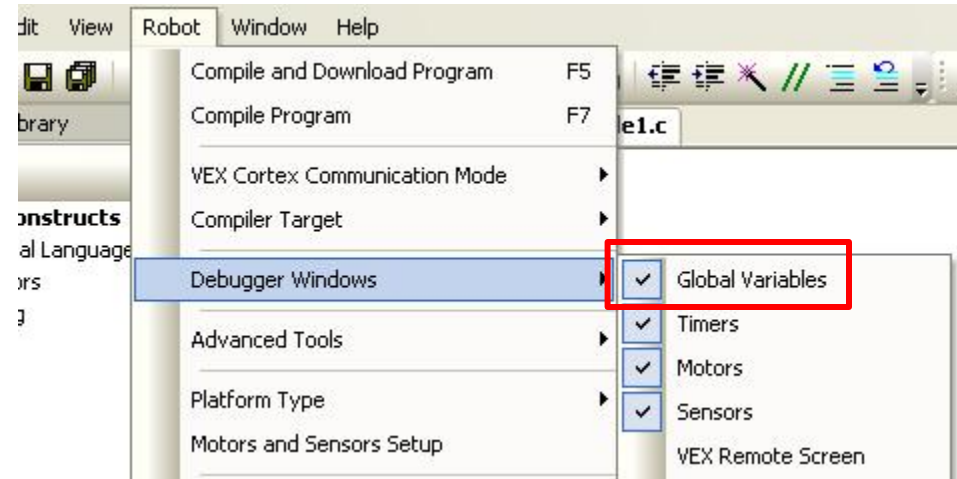 dit View Robot Window Help
Compile and Download Program F5
Compile Program F7
brary
le1.c
VEX Cortex Communication Mode
onstructs
Compiler Target
al Language
Debugger Windows
ors
g
Global Variables
Timers
Advanced Tools
Motors
Platform Type
Sensors
Motors and Sensors Setup
VEX Remote Screen